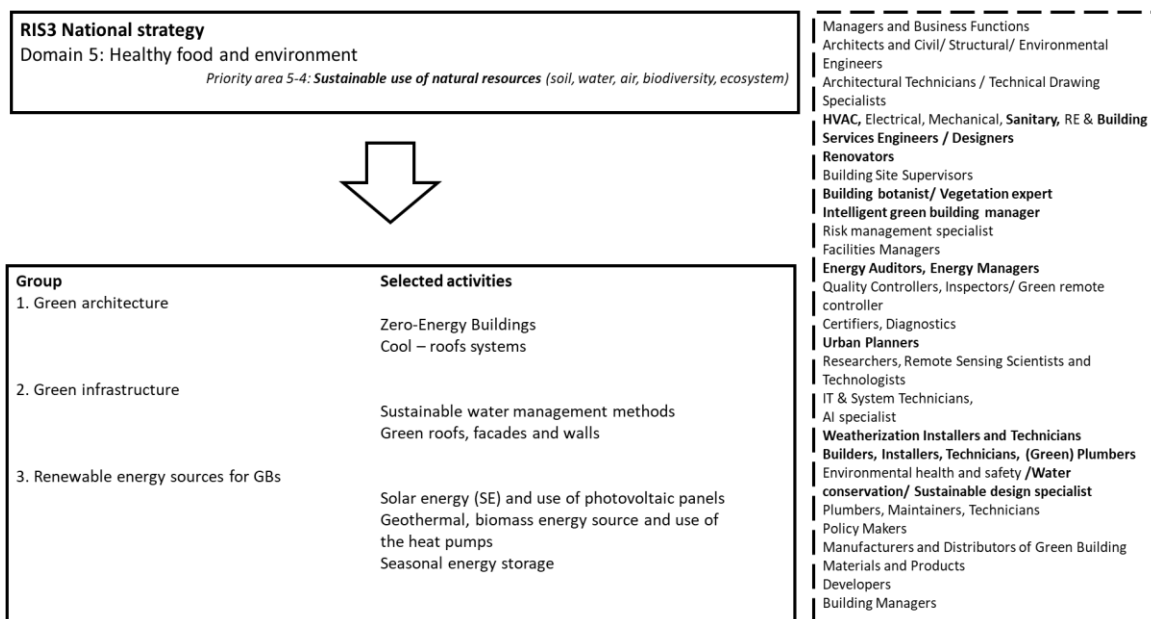 RIS3 National strategy
Domain 5: Healthy food and environment
Priority area 5-4: Sustainable use of natural resources (soil, water, air, biodiversity, ecosystem)
Group
Selected activities
1. Green architecture
Zero-Energy Buildings
Cool – roofs systems
2. Green infrastructure
Sustainable water management methods
Green roofs, facades and walls
3. Renewable energy sources for GBs
Solar energy (SE) and use of photovoltaic panels
Geothermal, biomass energy source and use of
the heat pumps
Seasonal energy storage
Managers and Business Functions
Architects and Civil/ Structural/ Environmental
Engineers
Architectural Technicians / Technical Drawing
Specialists
HVAC, Electrical, Mechanical, Sanitary, RE & Building
Services Engineers / Designers
Renovators
Building Site Supervisors
Building botanist/ Vegetation expert
Intelligent green building manager
Risk management specialist
Facilities Managers
Energy Auditors, Energy Managers
Quality Controllers, Inspectors/ Green remote
controller
Certifiers, Diagnostics
Urban Planners
Researchers, Remote Sensing Scientists and
Technologists
IT & System Technicians,
AI specialist
Weatherization Installers and Technicians
Builders, Installers, Technicians, (Green) Plumbers
Environmental health and safety /Water
conservation/ Sustainable design specialist
Plumbers, Maintainers, Technicians
Policy Makers
Manufacturers and Distributors of Green Building
Materials and Products
Developers
Building Managers